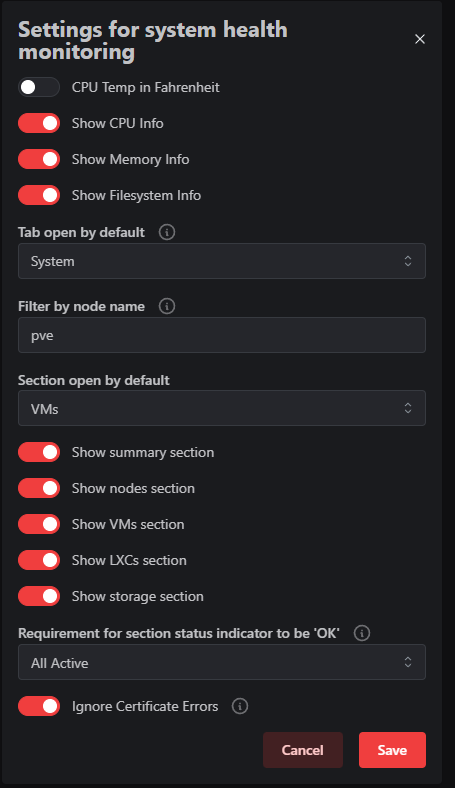 Settings for system health
monitoring
CPU Temp in Fahrenheit
Show CPU Info
Show Memory Info
Show Filesystem Info
Tab open by default
System
Filter by node name
pve
Section open by default
VMs
Show summary section
Show nodes section
Show VMs section
Show LXCs section
Show storage section
Requirement for section status indicator to be 'OK'
All Active
Ignore Certificate Errors
Cancel Save